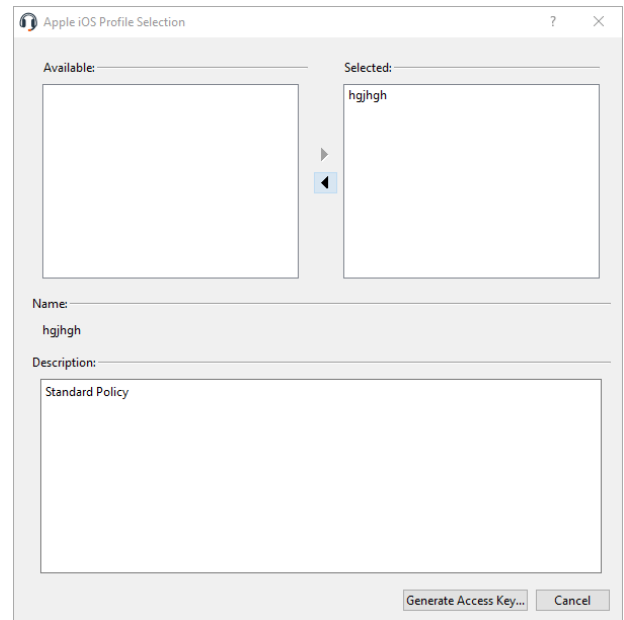 Apple iOS Profile Selection
Available:
Selected:
hgjhgh
Name:
hgjhgh
Description:
Standard Policy
Generate Access Key...
Cancel